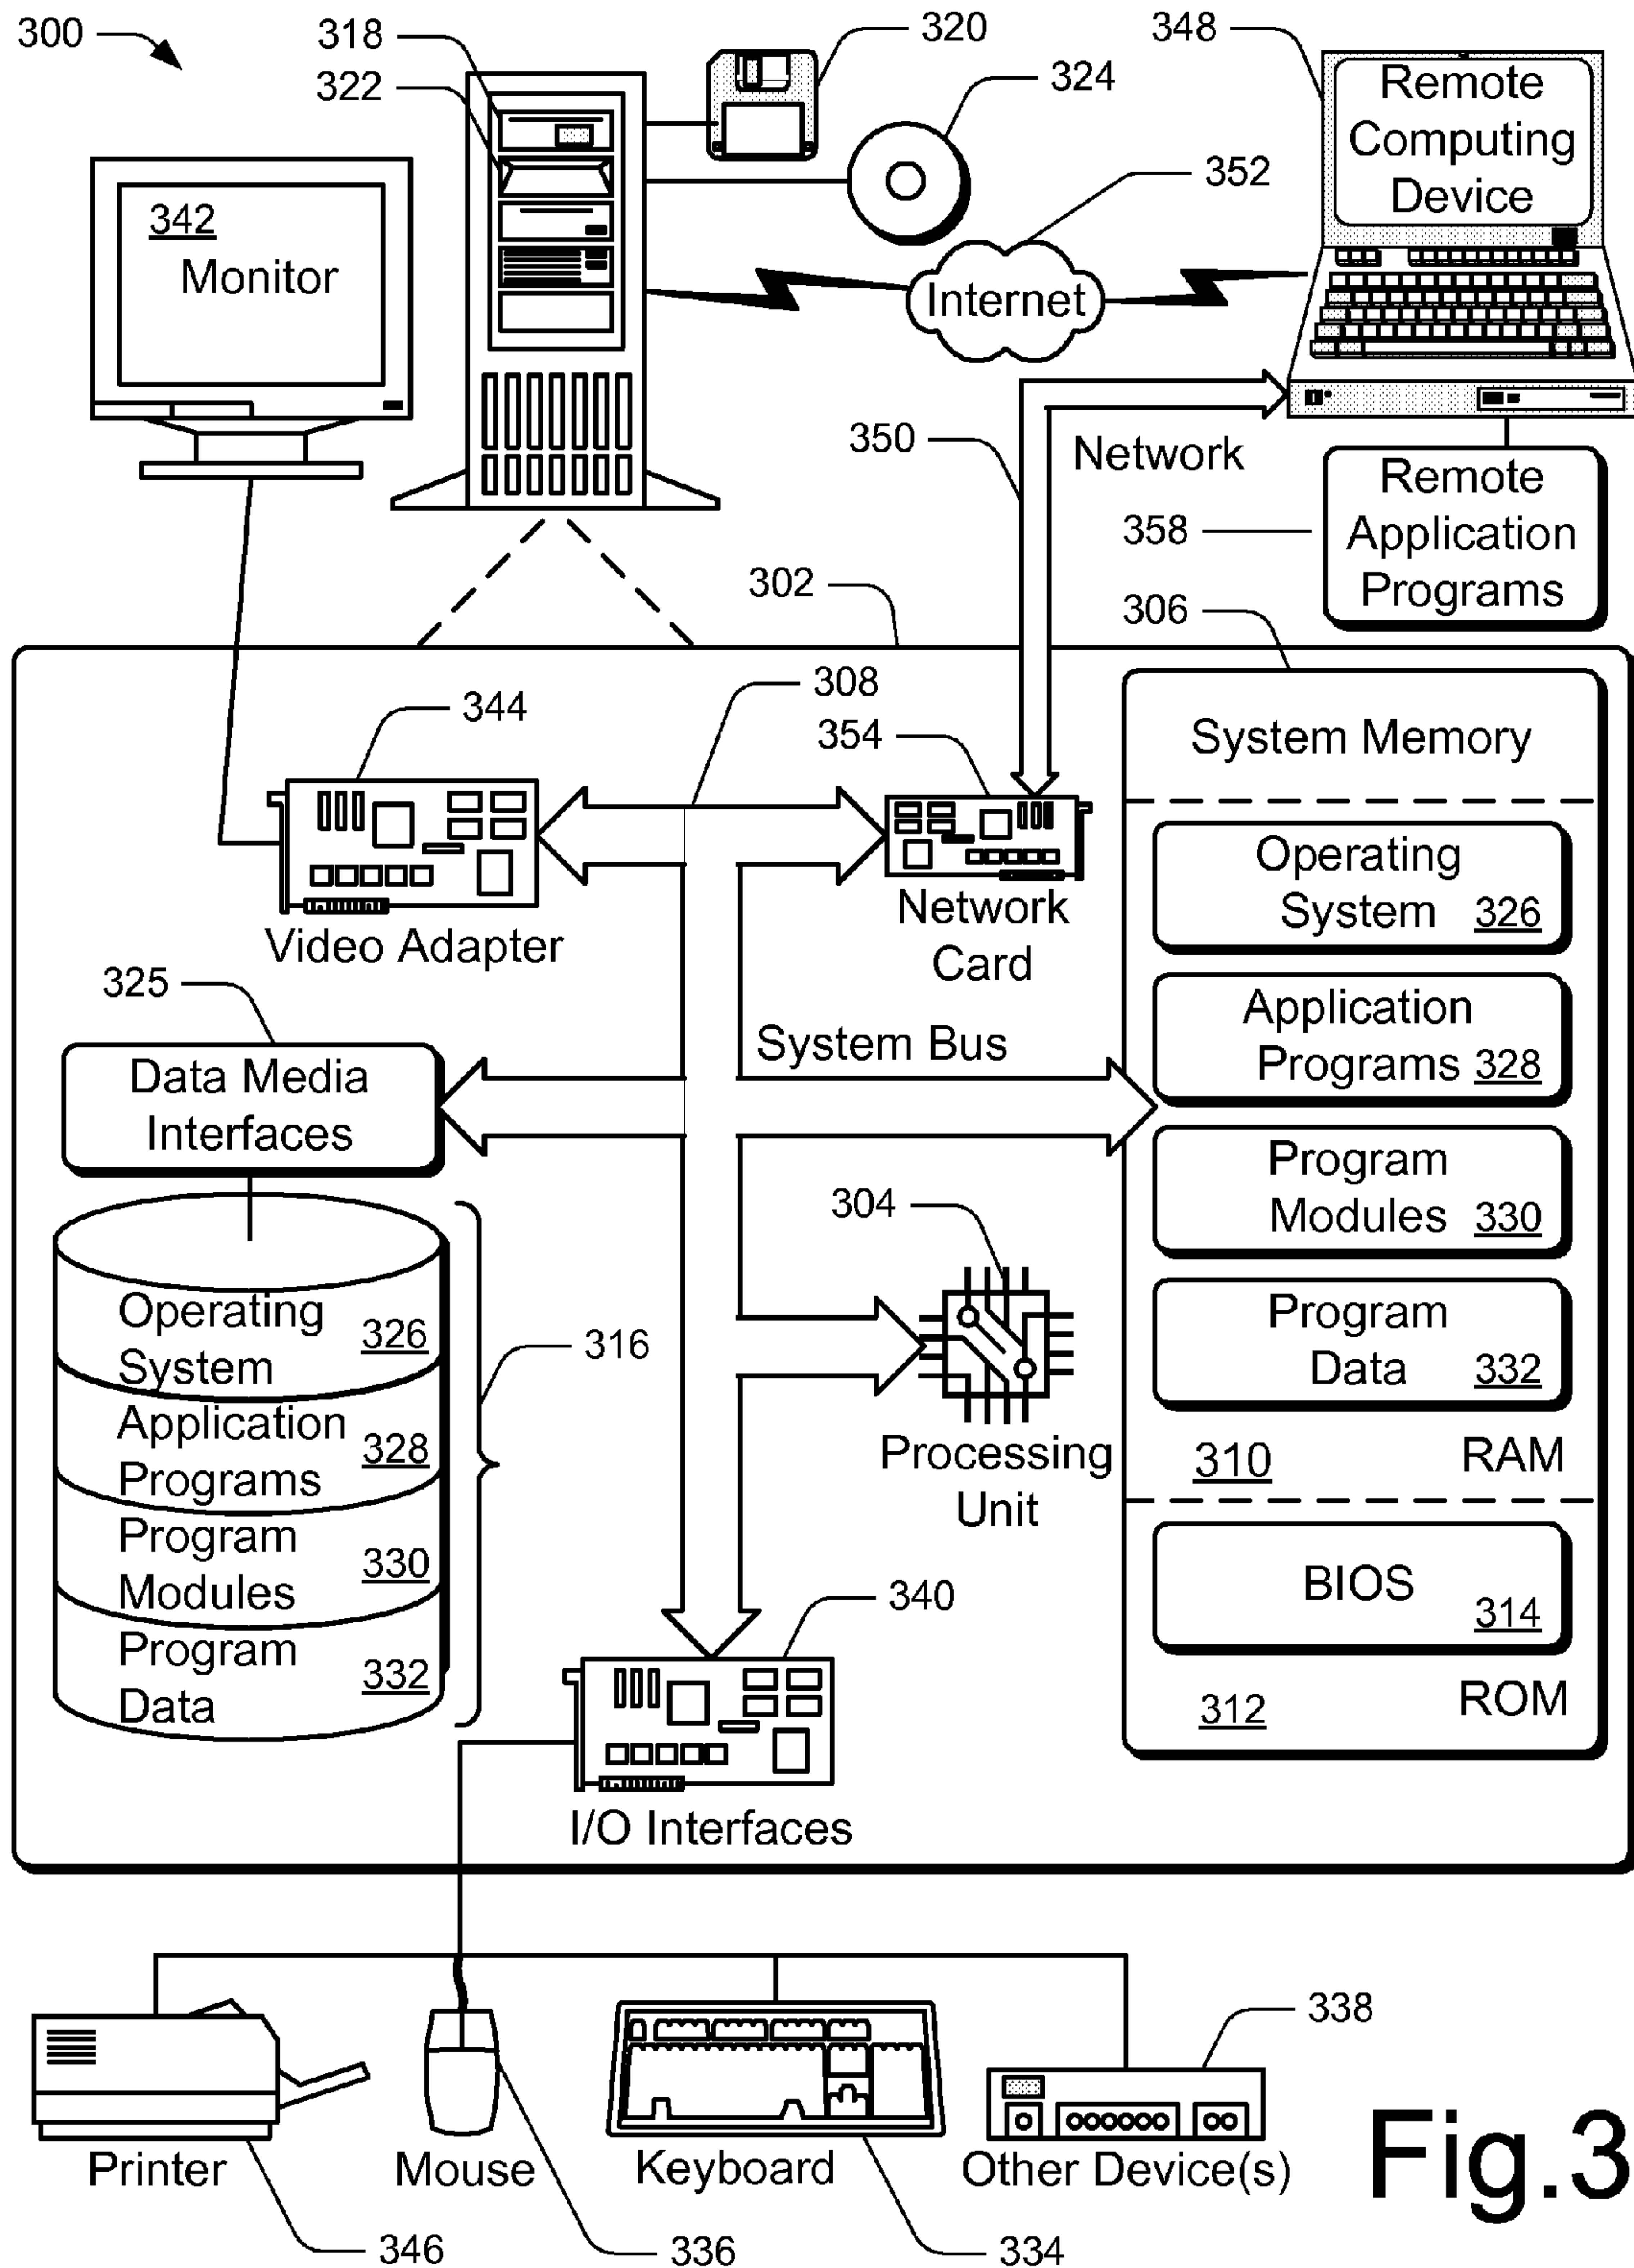 300
318
322
320
324
348
Remote
Computing
Device
352
342
Monitor
Internet
350
Network
358
Remote
Application
Programs
302
306
308
344
354
System Memory
Video Adapter
Network
Card
Operating
System 326
325
Data Media
Interfaces
System Bus
Application
Programs 328
Program
Modules 330
304
Operating
System
326
316
Program
Data 332
Application
Programs
328
Processing
Unit
310 RAM
Program
Modules
330
340
BIOS
314
Program
Data
332
312 ROM
I/O Interfaces
338
Printer
Mouse
Keyboard
Other Device(s)
346
336
334
Fig.3